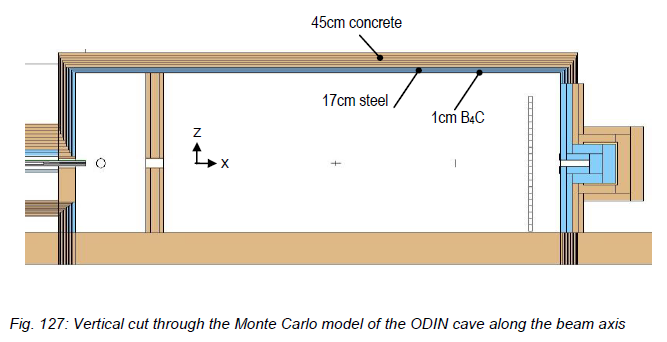 45cm concrete
17cm steel
1cm B₄C
Z
X
Fig. 127: Vertical cut through the Monte Carlo model of the ODIN cave along the beam axis